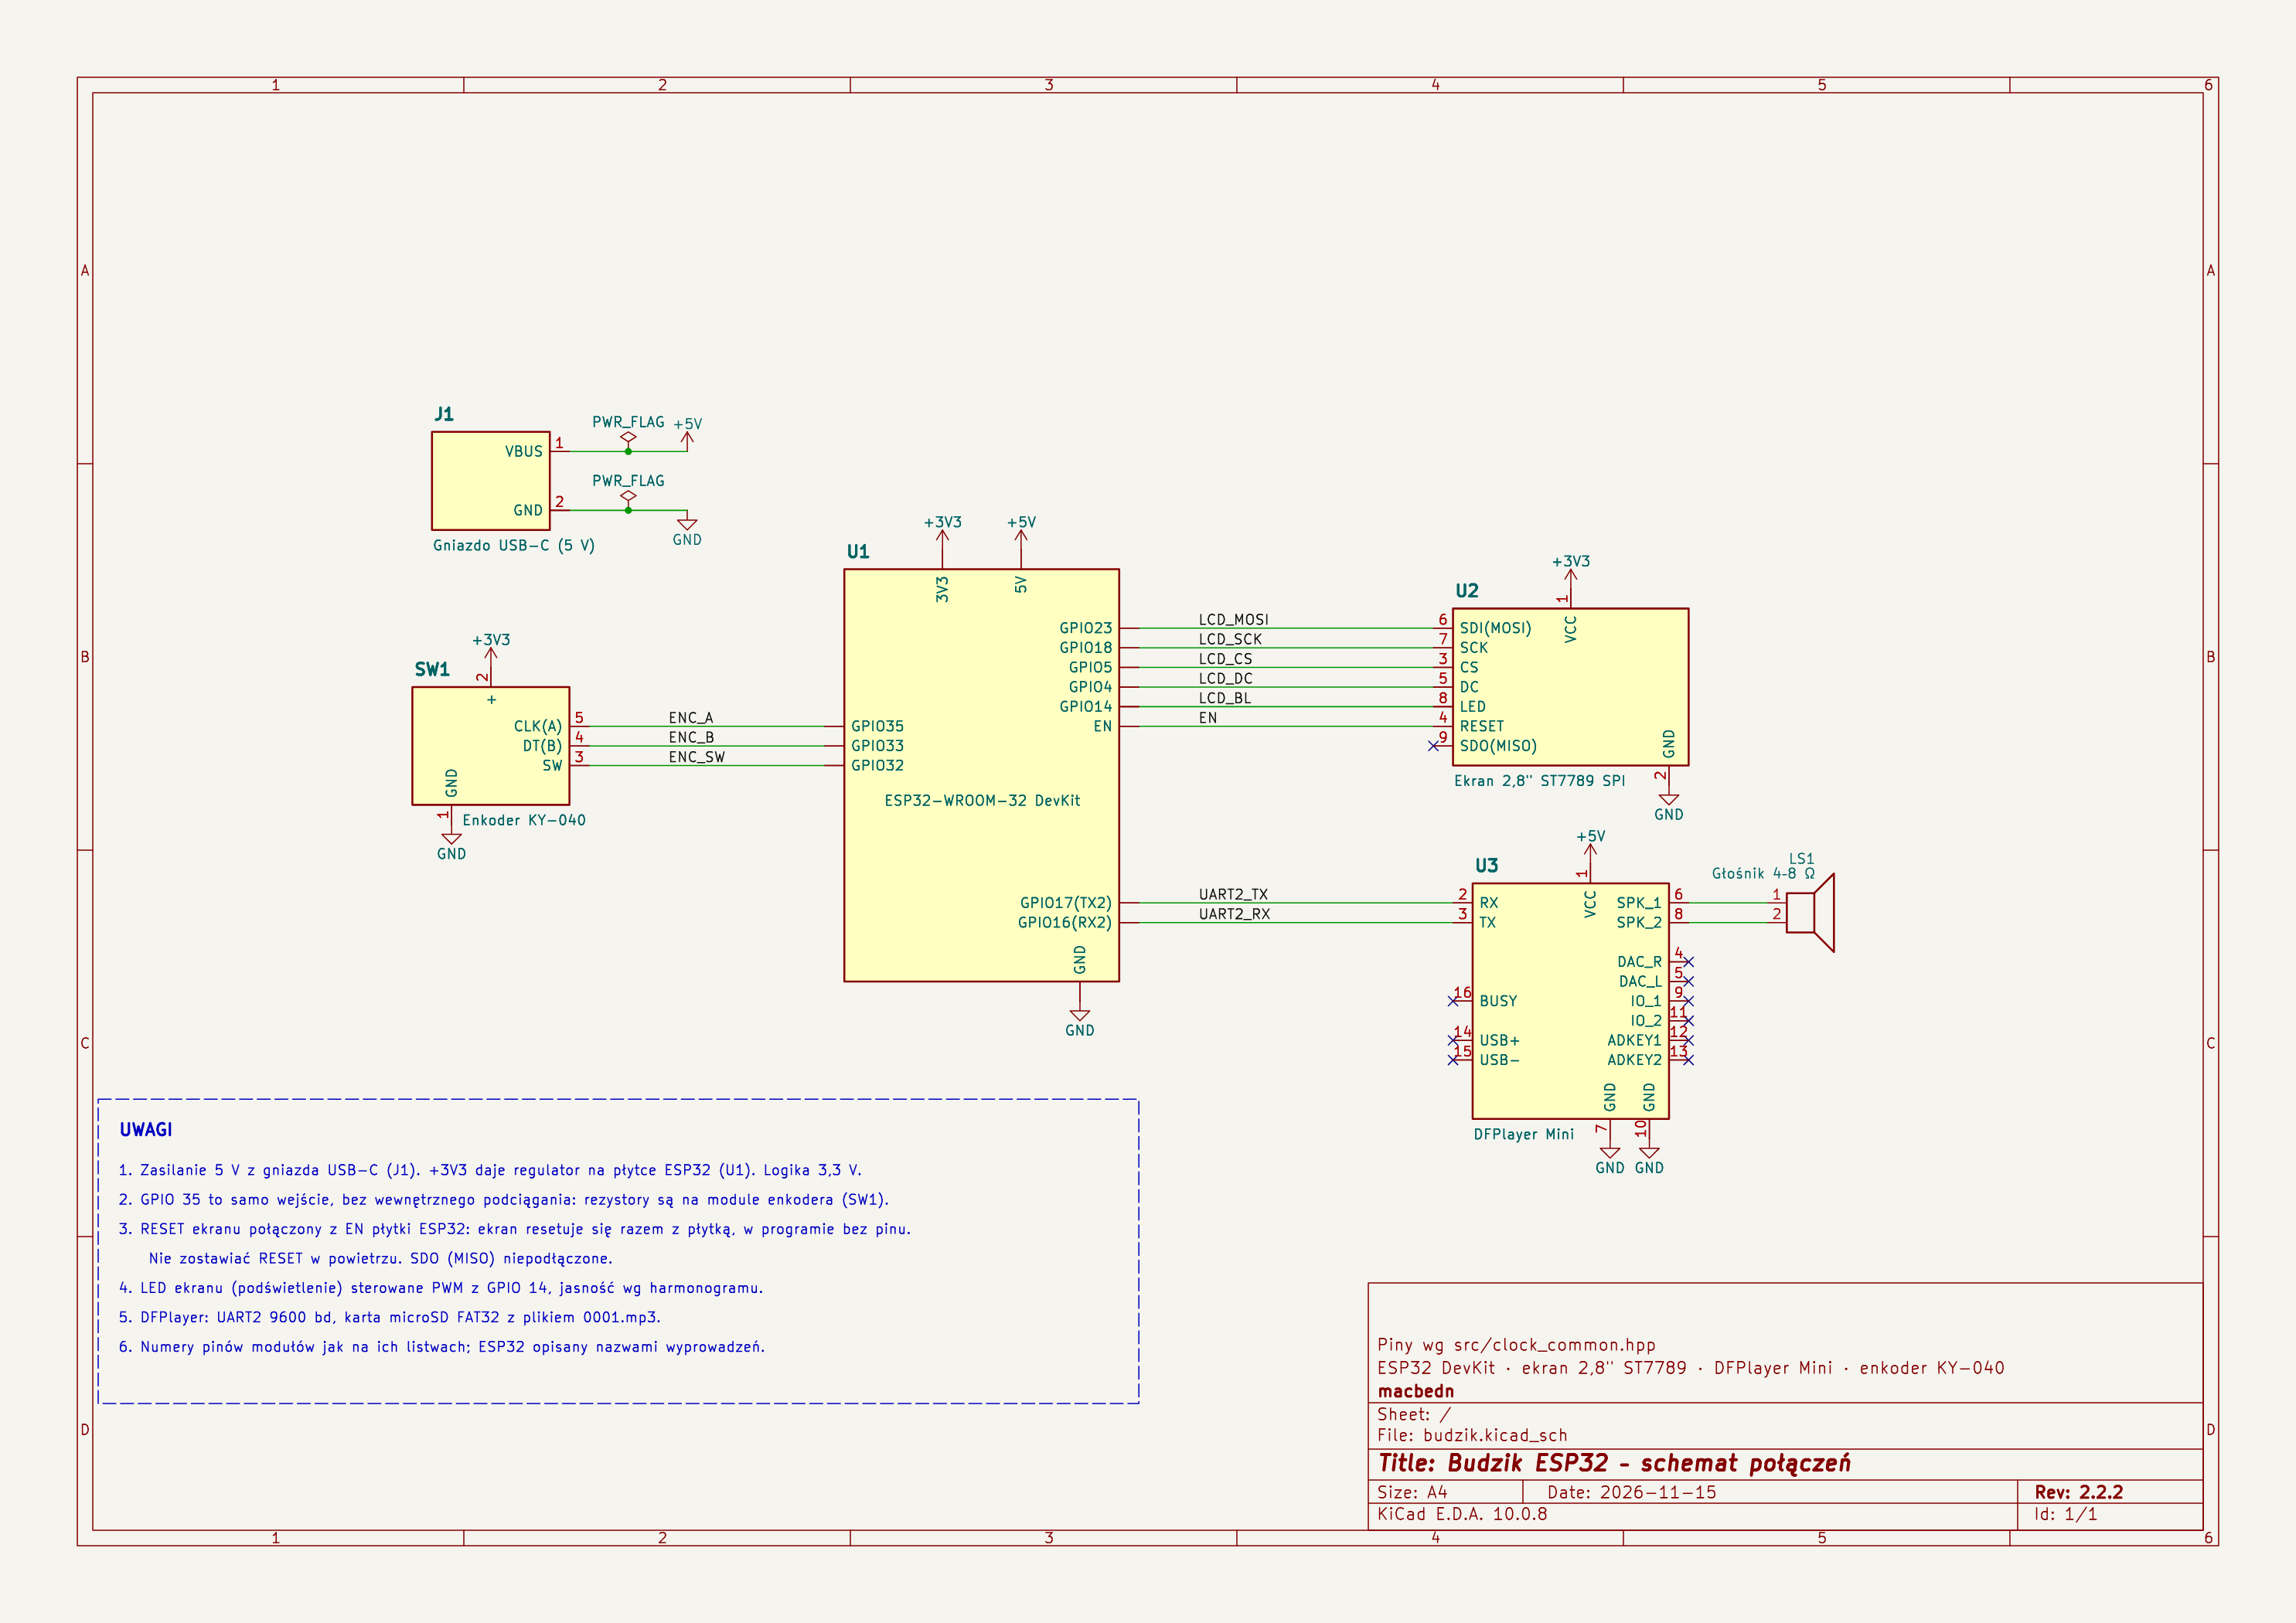 1 2 3 4 5 6
A A
B B
C C
D D
J1
VBUS 1
GND 2
Gniazdo USB-C (5 V)
PWR_FLAG
+5V
PWR_FLAG
GND
SW1
+3V3
2
+
CLK(A) 5
DT(B) 4
SW 3
GND
1
Enkoder KY-040
GND
ENC_A
ENC_B
ENC_SW
U1
+3V3
+5V
3V3
5V
GPIO35
GPIO33
GPIO32
GPIO23
GPIO18
GPIO5
GPIO4
GPIO14
EN
ESP32-WROOM-32 DevKit
GPIO17(TX2)
GPIO16(RX2)
GND
GND
LCD_MOSI
LCD_SCK
LCD_CS
LCD_DC
LCD_BL
EN
UART2_TX
UART2_RX
U2
+3V3
1
VCC
6 SDI(MOSI)
7 SCK
3 CS
5 DC
8 LED
4 RESET
9 SDO(MISO)
GND
2
Ekran 2,8" ST7789 SPI
GND
U3
+5V
1
VCC
2 RX
3 TX
16 BUSY
14 USB+
15 USB-
SPK_1 6
SPK_2 8
DAC_R 4
DAC_L 5
IO_1 9
IO_2 11
ADKEY1 12
ADKEY2 13
GND GND
7 10
DFPlayer Mini
GND GND
LS1
Głośnik 4-8 Ω
1
2
UWAGI
1. Zasilanie 5 V z gniazda USB-C (J1). +3V3 daje regulator na płytce ESP32 (U1). Logika 3,3 V.
2. GPIO 35 to samo wejście, bez wewnętrznego podciągania: rezystory są na module enkodera (SW1).
3. RESET ekranu połączony z EN płytki ESP32: ekran resetuje się razem z płytką, w programie bez pinu.
Nie zostawiać RESET w powietrzu. SDO (MISO) niepodłączone.
4. LED ekranu (podświetlenie) sterowane PWM z GPIO 14, jasność wg harmonogramu.
5. DFPlayer: UART2 9600 bd, karta microSD FAT32 z plikiem 0001.mp3.
6. Numery pinów modułów jak na ich listwach; ESP32 opisany nazwami wyprowadzeń.
Piny wg src/clock_common.hpp
ESP32 DevKit · ekran 2,8" ST7789 · DFPlayer Mini · enkoder KY-040
macbedn
Sheet: /
File: budzik.kicad_sch
Title: Budzik ESP32 - schemat połączeń
Size: A4 Date: 2026-11-15 Rev: 2.2.2
KiCad E.D.A. 10.0.8 Id: 1/1
1 2 3 4 5 6